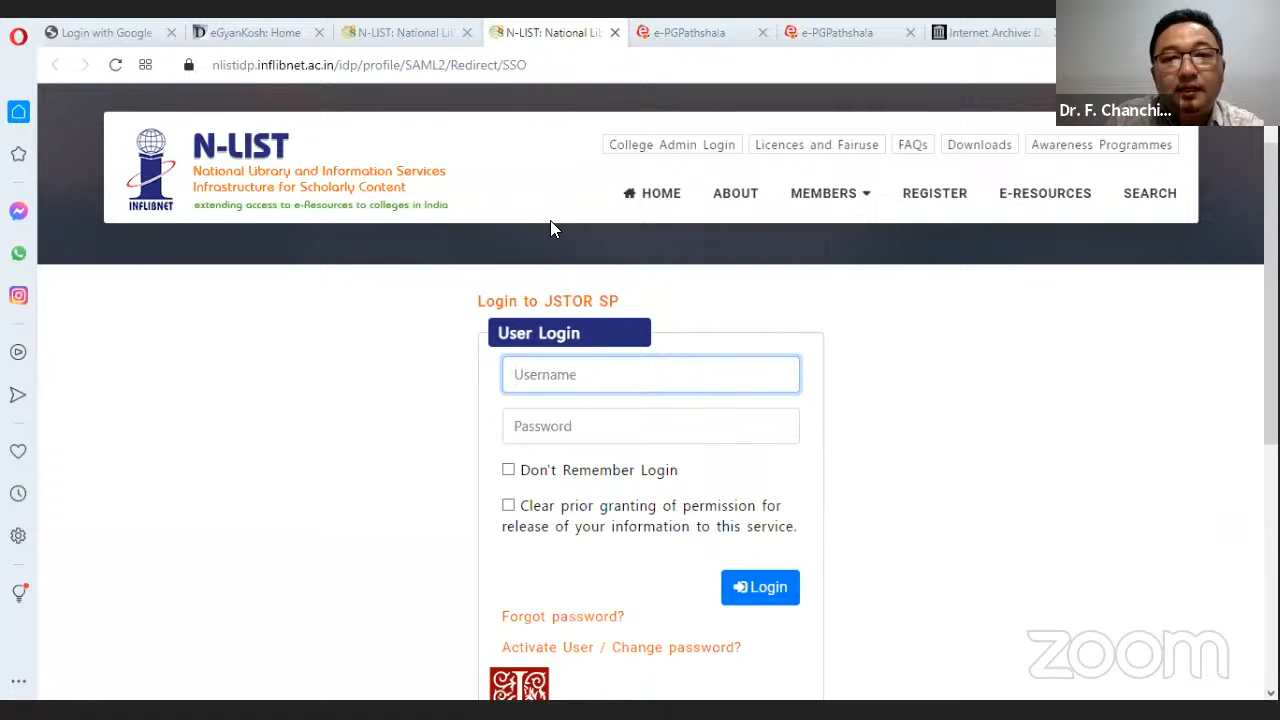 Login with Google
eGyanKosh: Home
N-LIST: National Li
N-LIST: National Lib
e-PGPathshala
e-PGPathshala
Internet Archive: D
nlistidp.inflibnet.ac.in/idp/profile/SAML2/Redirect/SSO
Dr. F. Chanchi...
INFLIBNET
N-LIST
National Library and Information Services
Infrastructure for Scholarly Content
extending access to e-Resources to colleges in India
College Admin Login
Licences and Fairuse
FAQs
Downloads
Awareness Programmes
HOME
ABOUT
MEMBERS
REGISTER
E-RESOURCES
SEARCH
Login to JSTOR SP
User Login
Username
Password
Don't Remember Login
Clear prior granting of permission for
release of your information to this service.
Login
Forgot password?
Activate User / Change password?
zoom